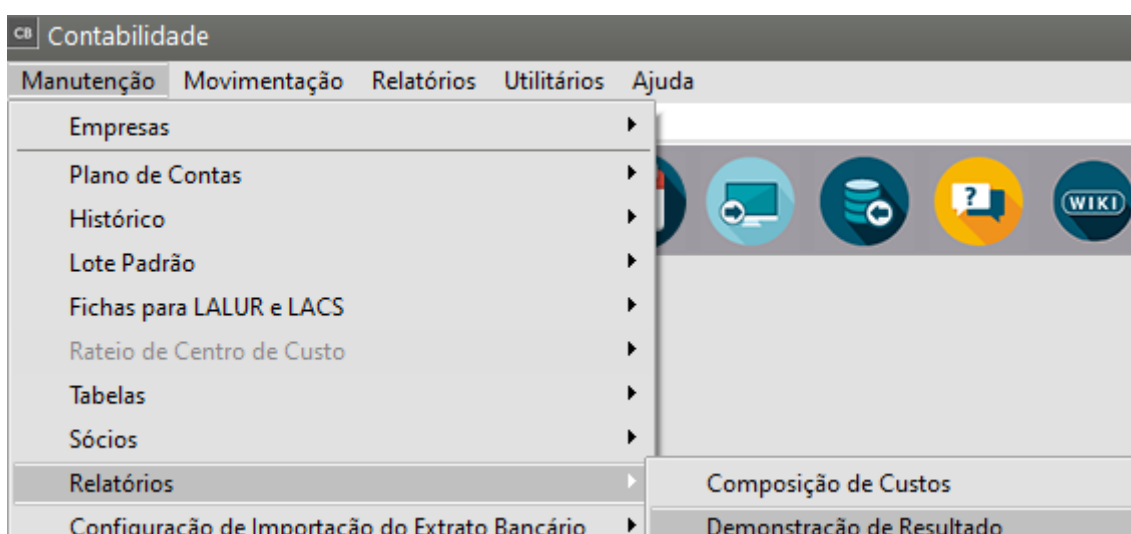 CB Contabilidade
Manutenção Movimentação Relatórios Utilitários Ajuda
Empresas
Plano de Contas
Histórico
WIKI
Lote Padrão
Fichas para LALUR e LACS
Rateio de Centro de Custo
Tabelas
Sócios
Relatórios
Composição de Custos
Configuração de Importação do Extrato Bancário
Demonstração de Resultado